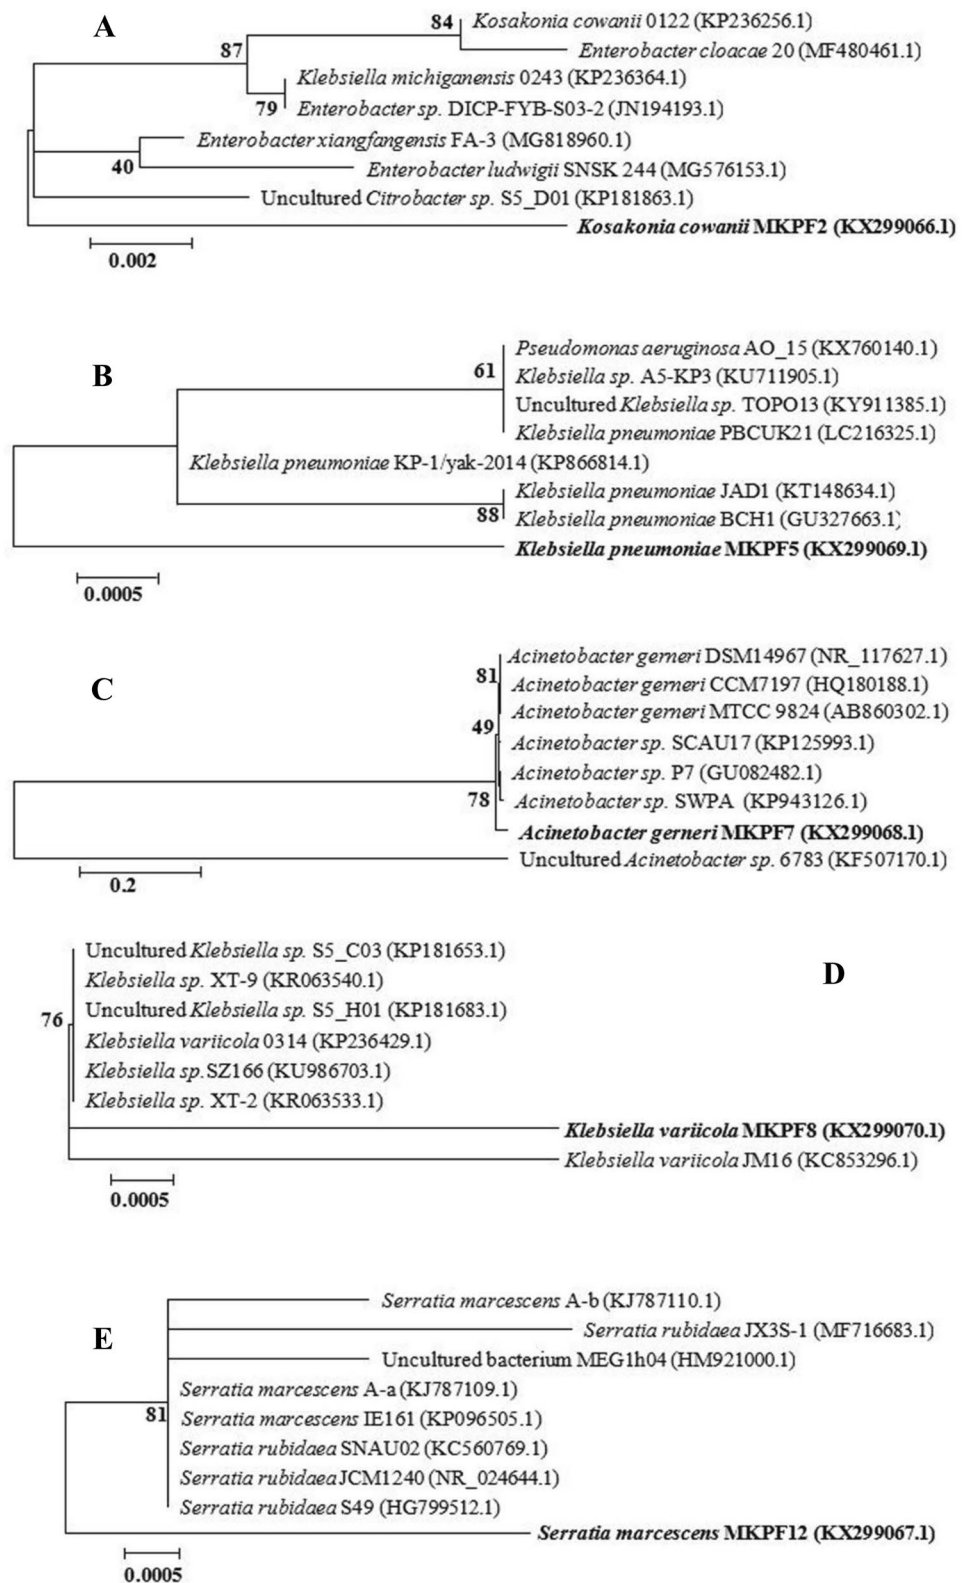 A
84
Kosakonia cowanii 0122 (KP236256.1)
87
Enterobacter cloacae 20 (MF480461.1)
Klebsiella michiganensis 0243 (KP236364.1)
79
Enterobacter sp. DICP-FYB-S03-2 (JN194193.1)
Enterobacter xiangfangensis FA-3 (MG818960.1)
40
Enterobacter ludwigii SNSK 244 (MG576153.1)
Uncultured Citrobacter sp. S5_D01 (KP181863.1)
Kosakonia cowanii MKPF2 (KX299066.1)
0.002
B
Pseudomonas aeruginosa AO_15 (KX760140.1)
61
Klebsiella sp. A5-KP3 (KU711905.1)
Uncultured Klebsiella sp. TOPO13 (KY911385.1)
Klebsiella pneumoniae PBCUK21 (LC216325.1)
Klebsiella pneumoniae KP-1/yak-2014 (KP866814.1)
Klebsiella pneumoniae JAD1 (KT148634.1)
88
Klebsiella pneumoniae BCH1 (GU327663.1)
Klebsiella pneumoniae MKPF5 (KX299069.1)
0.0005
C
Acinetobacter gerneri DSM14967 (NR_117627.1)
81
Acinetobacter gerneri CCM7197 (HQ180188.1)
Acinetobacter gerneri MTCC 9824 (AB860302.1)
49
Acinetobacter sp. SCAU17 (KP125993.1)
Acinetobacter sp. P7 (GU082482.1)
78
Acinetobacter sp. SWPA (KP943126.1)
Acinetobacter gerneri MKPF7 (KX299068.1)
Uncultured Acinetobacter sp. 6783 (KF507170.1)
0.2
D
Uncultured Klebsiella sp. S5_C03 (KP181653.1)
Klebsiella sp. XT-9 (KR063540.1)
Uncultured Klebsiella sp. S5_H01 (KP181683.1)
76
Klebsiella variicola 0314 (KP236429.1)
Klebsiella sp. SZ166 (KU986703.1)
Klebsiella sp. XT-2 (KR063533.1)
Klebsiella variicola MKPF8 (KX299070.1)
Klebsiella variicola JM16 (KC853296.1)
0.0005
E
Serratia marcescens A-b (KJ787110.1)
Serratia rubidaea JX3S-1 (MF716683.1)
Uncultured bacterium MEG1h04 (HM921000.1)
Serratia marcescens A-a (KJ787109.1)
81
Serratia marcescens IE161 (KP096505.1)
Serratia rubidaea SNAU02 (KC560769.1)
Serratia rubidaea JCM1240 (NR_024644.1)
Serratia rubidaea S49 (HG799512.1)
Serratia marcescens MKPF12 (KX299067.1)
0.0005